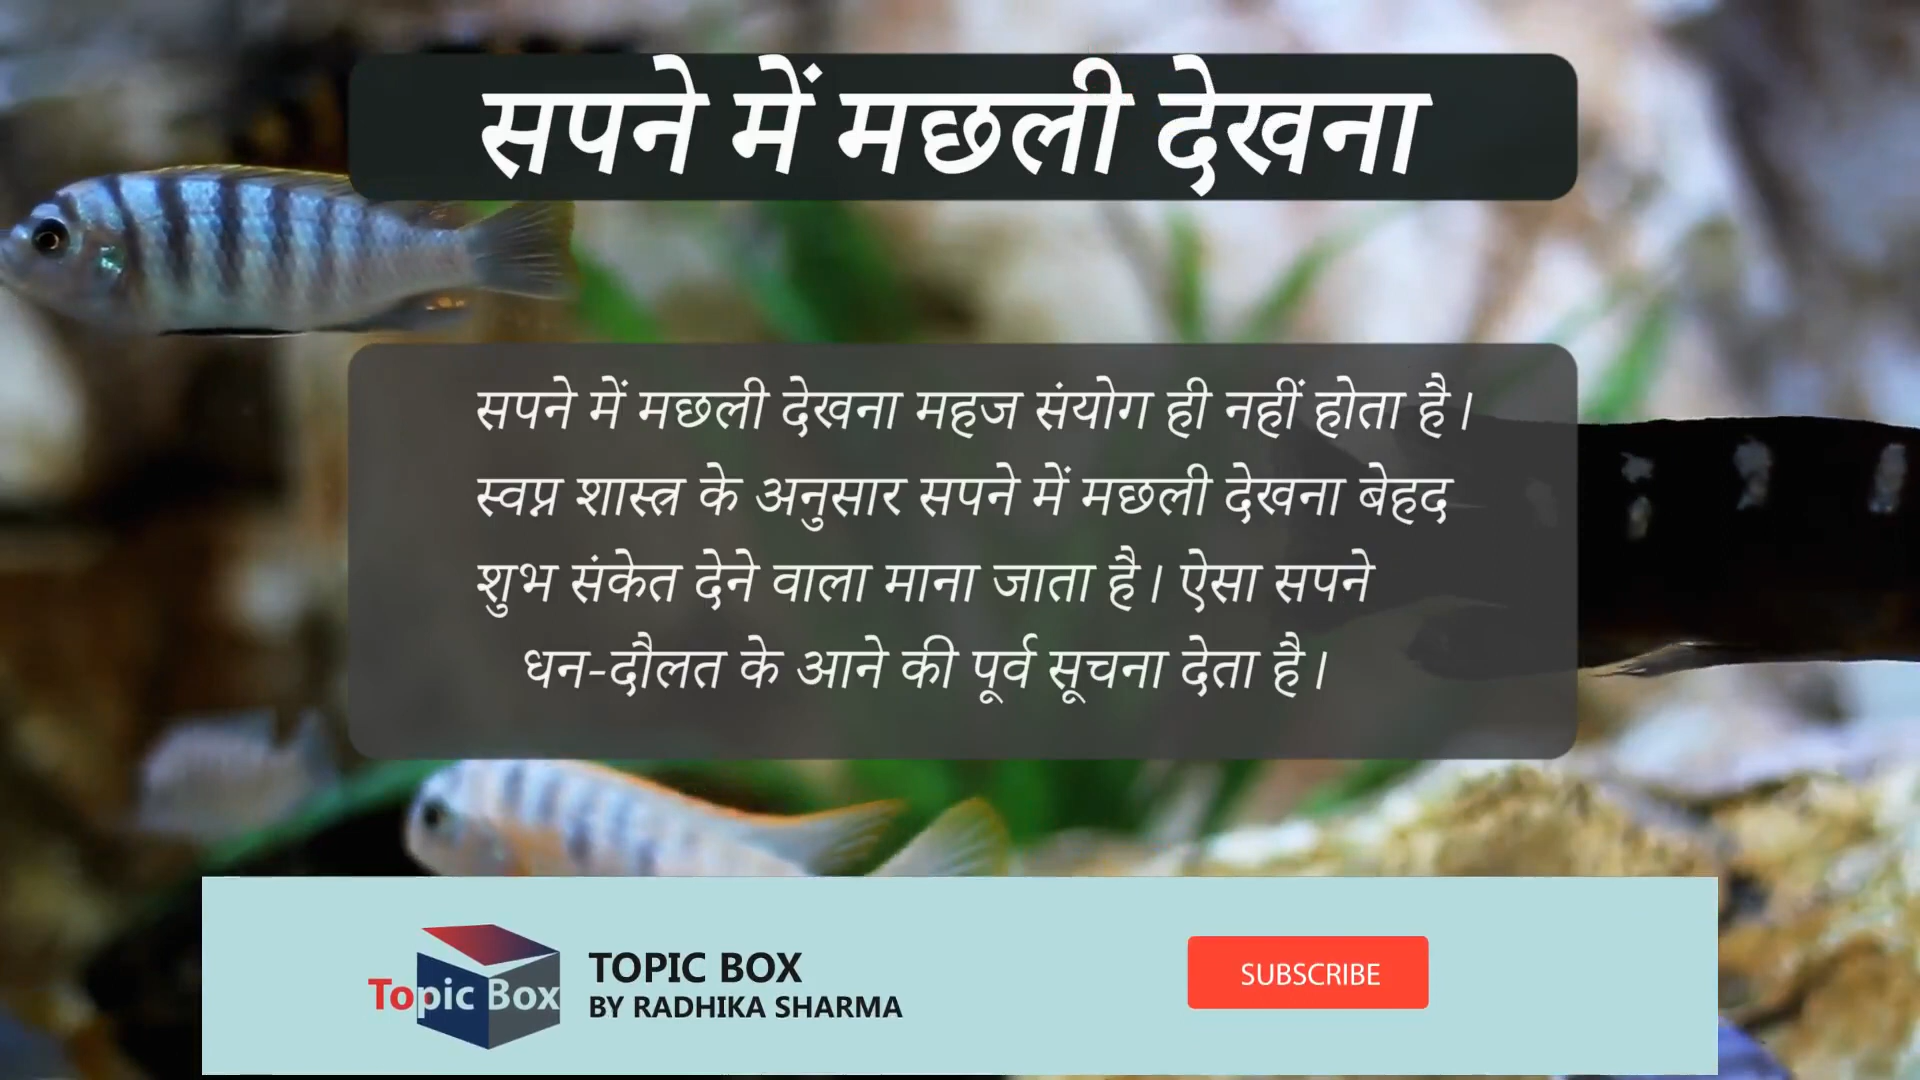 सपने में मछली देखना
सपने में मछली देखना महज संयोग ही नहीं होता है।
स्वप्न शास्त्र के अनुसार सपने में मछली देखना बेहद
शुभ संकेत देने वाला माना जाता है। ऐसा सपने
धन-दौलत के आने की पूर्व सूचना देता है।
Topic Box
TOPIC BOX
BY RADHIKA SHARMA
SUBSCRIBE